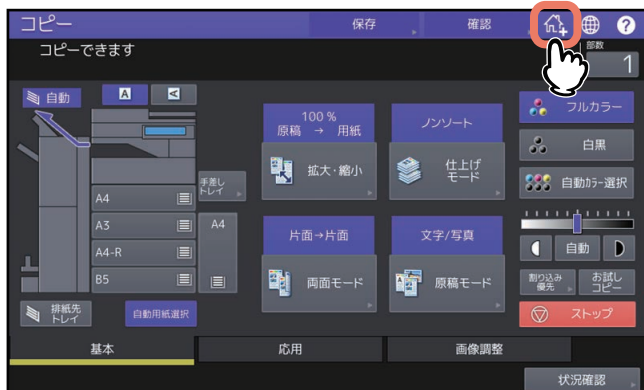 コピー
保存
確認
?
コピーできます
部数
1
自動
A
A
100 %
原稿 → 用紙
ノンソート
フルカラー
拡大・縮小
仕上げ
モード
白黒
手差し
トレイ
自動ｶﾗｰ選択
A4
A3
A4
A4-R
B5
片面→片面
文字/写真
自動
両面モード
原稿モード
割り込み
優先
お試し
コピー
排紙先
トレイ
自動用紙選択
ストップ
基本
応用
画像調整
状況確認